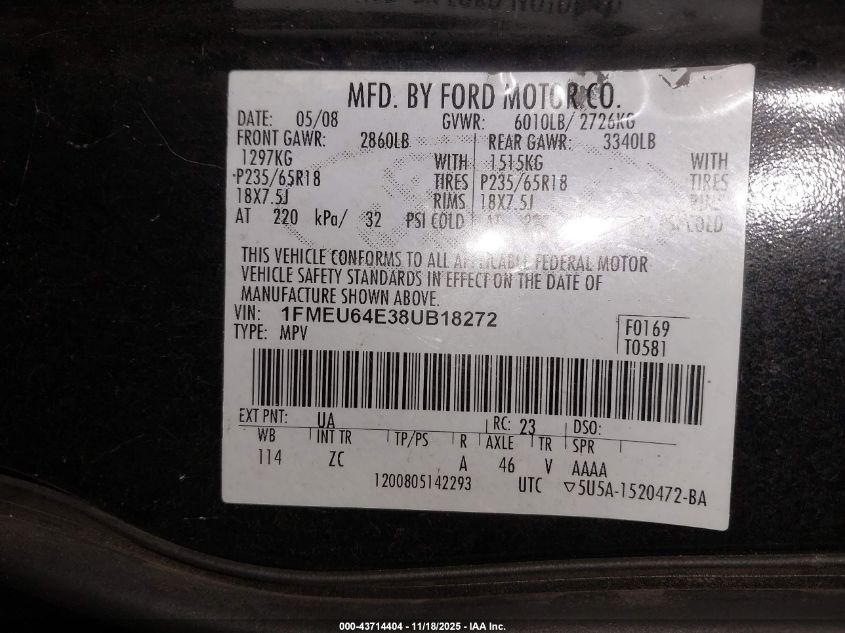 MFD. BY FORD MOTOR CO.
DATE: 05/08 GVWR: 6010LB/ 2726KG
FRONT GAWR: 2860LB REAR GAWR: 3340LB
1297KG WITH 1515KG WITH
P235/65R18 TIRES P235/65R18 TIRES
18X7.5J RIMS 18X7.5J RIMS
AT 220 kPa/ 32 PSI COLD AT PSI COLD
THIS VEHICLE CONFORMS TO ALL APPLICABLE FEDERAL MOTOR
VEHICLE SAFETY STANDARDS IN EFFECT ON THE DATE OF
MANUFACTURE SHOWN ABOVE.
VIN: 1FMEU64E38UB18272
TYPE: MPV
F0169
T0581
EXT PNT: UA RC: 23 DSO:
WB INT TR TP/PS R AXLE TR SPR
114 ZC A 46 V AAAA
1200805142293 UTC ▽5U5A-1520472-BA
000-43714404 - 11/18/2025 - IAA Inc.